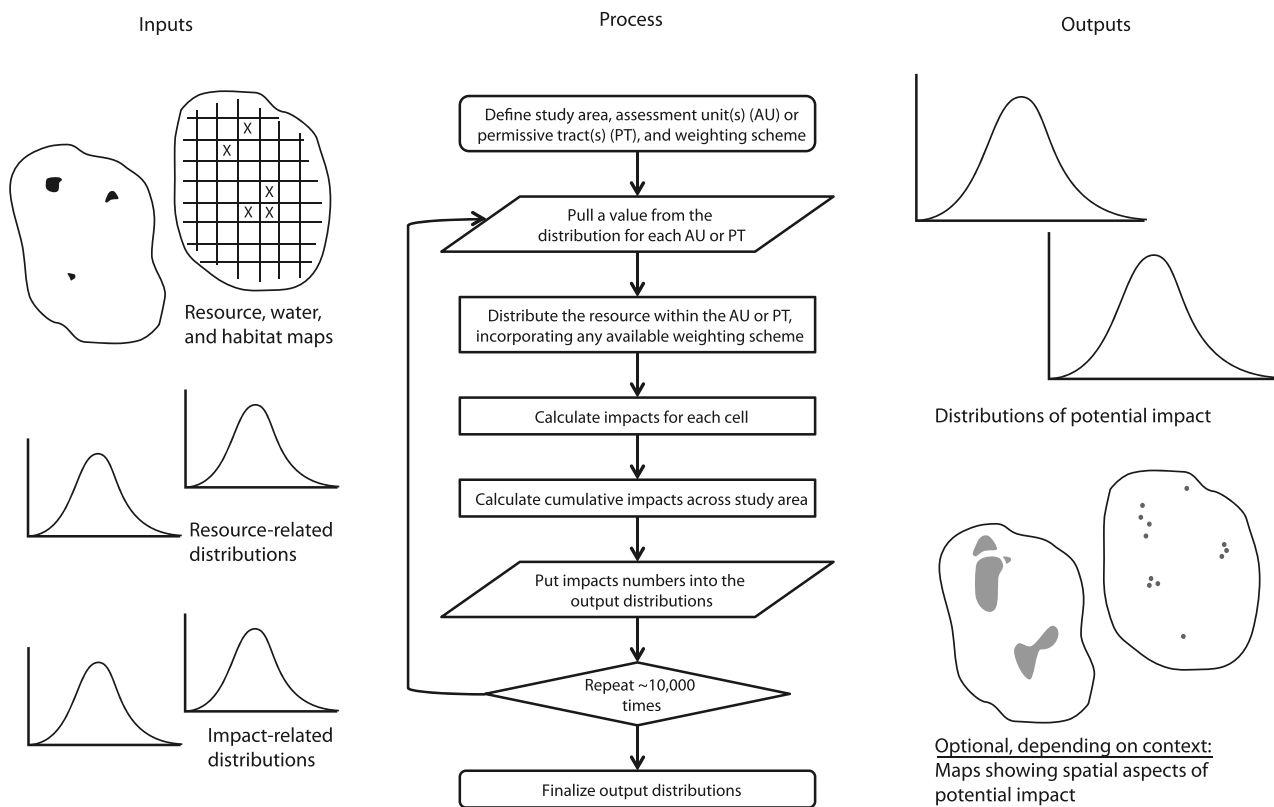 Inputs
Process
Outputs
X
X
X
X X
Resource, water,
and habitat maps
Resource-related
distributions
Impact-related
distributions
Define study area, assessment unit(s) (AU) or
permissive tract(s) (PT), and weighting scheme
Pull a value from the
distribution for each AU or PT
Distribute the resource within the AU or PT,
incorporating any available weighting scheme
Calculate impacts for each cell
Calculate cumulative impacts across study area
Put impacts numbers into the
output distributions
Repeat ~10,000
times
Finalize output distributions
Distributions of potential impact
Optional, depending on context:
Maps showing spatial aspects of
potential impact